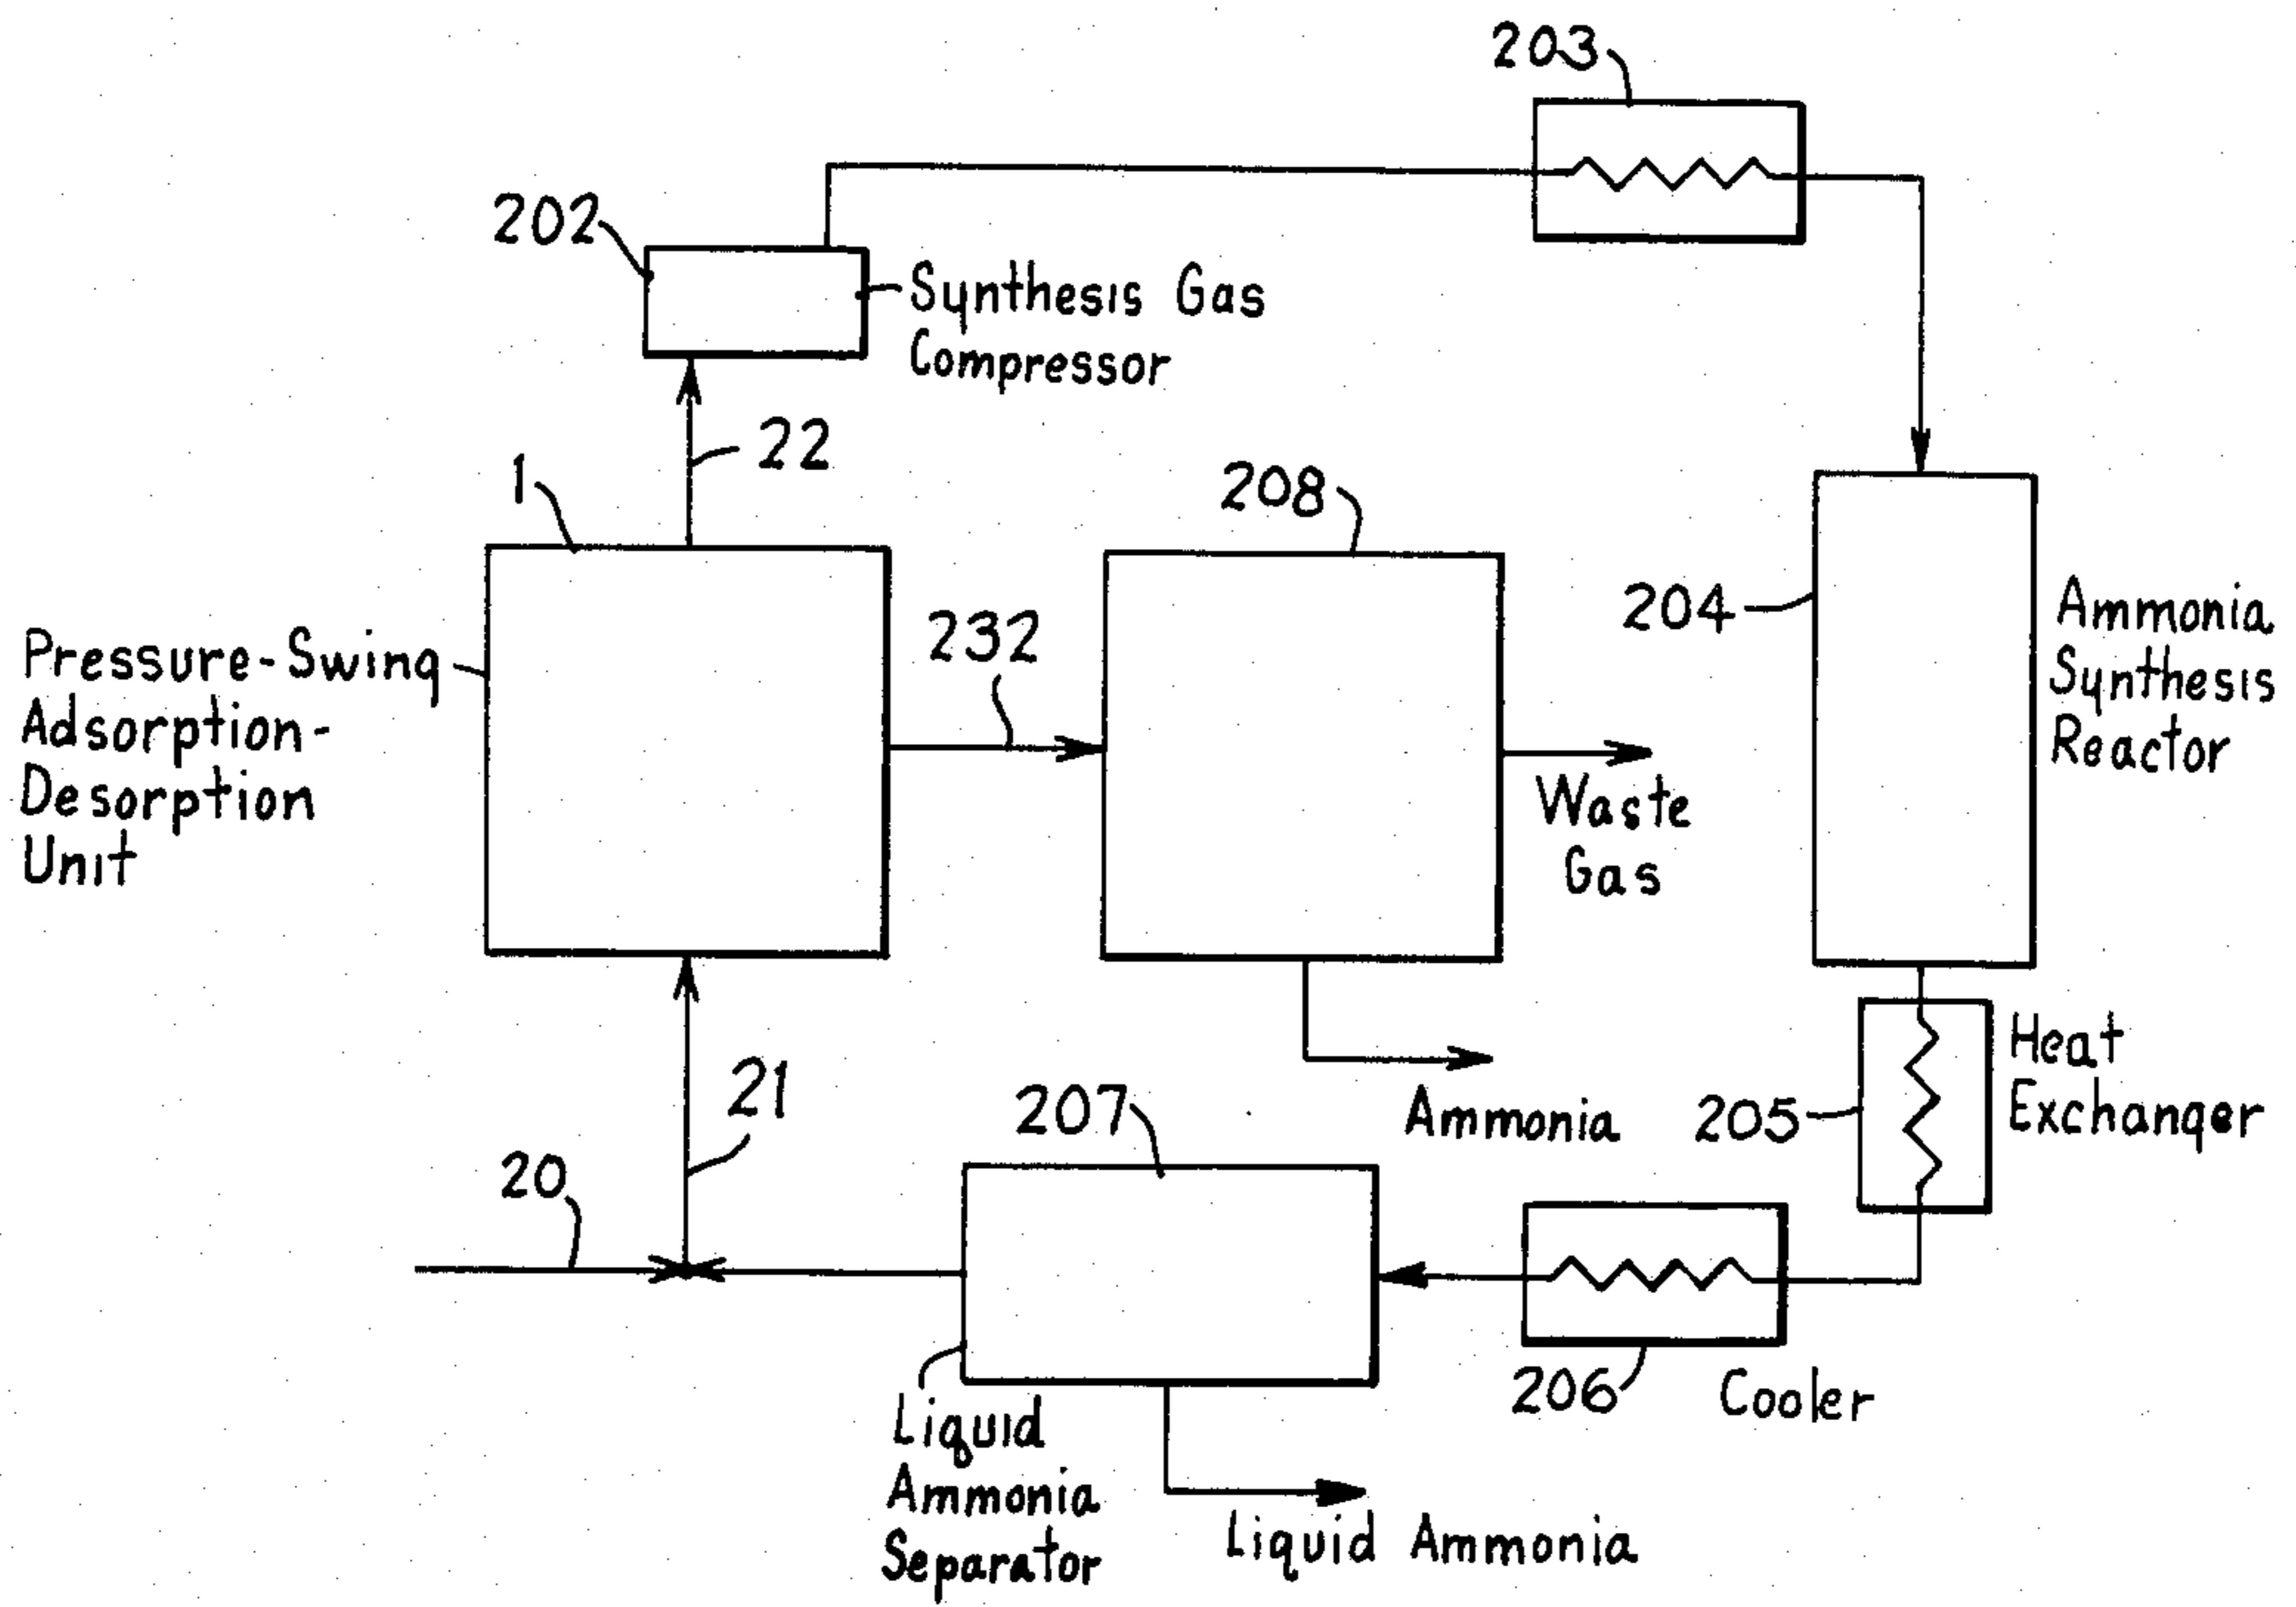 203
202
Synthesis Gas
Compressor
22
1
208
204
Ammonia
Synthesis
Reactor
232
Pressure-Swing
Adsorption-
Desorption
Unit
Waste
Gas
21
207
Ammonia
205
Heat
Exchanger
20
206
Cooler
Liquid
Ammonia
Separator
Liquid Ammonia